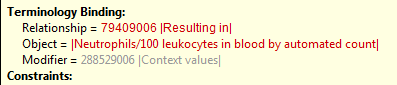 Terminology Binding:
Relationship = 79409006 |Resulting in|
Object = |Neutrophils/100 leukocytes in blood by automated count|
Modifier = 288529006 |Context values|
Constraints: